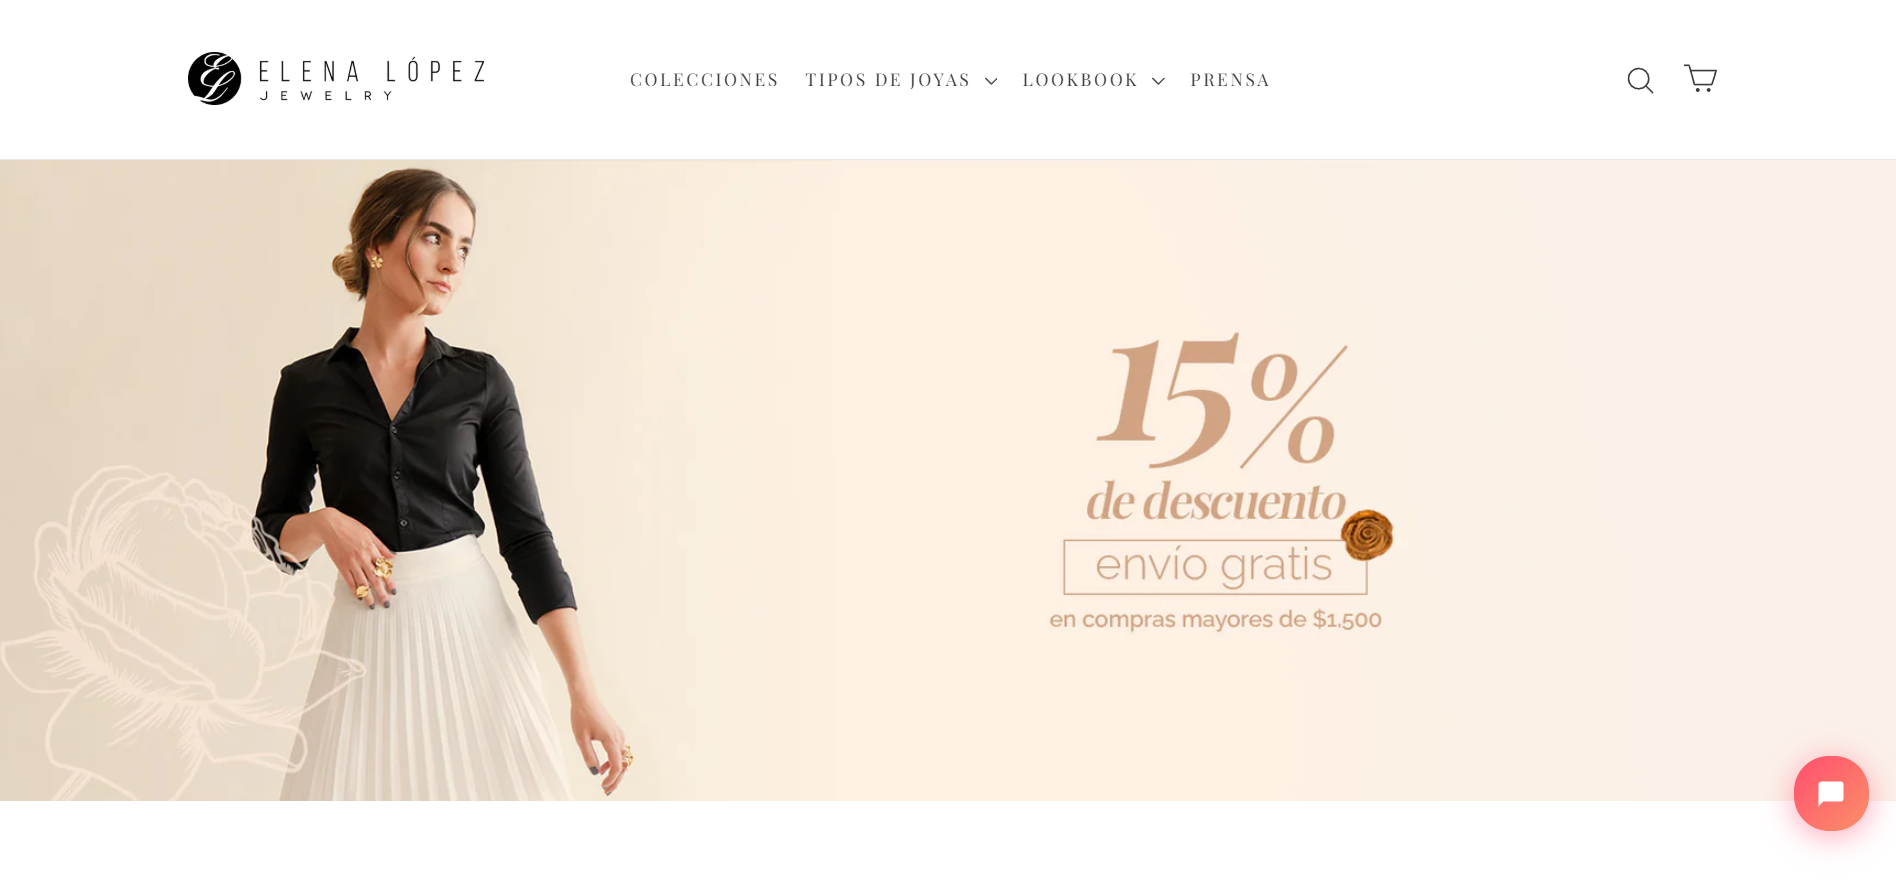 ELENA LÓPEZ
JEWELRY
COLECCIONES
TIPOS DE JOYAS
LOOKBOOK
PRENSA
15%
de descuento
envío gratis
en compras mayores de $1,500